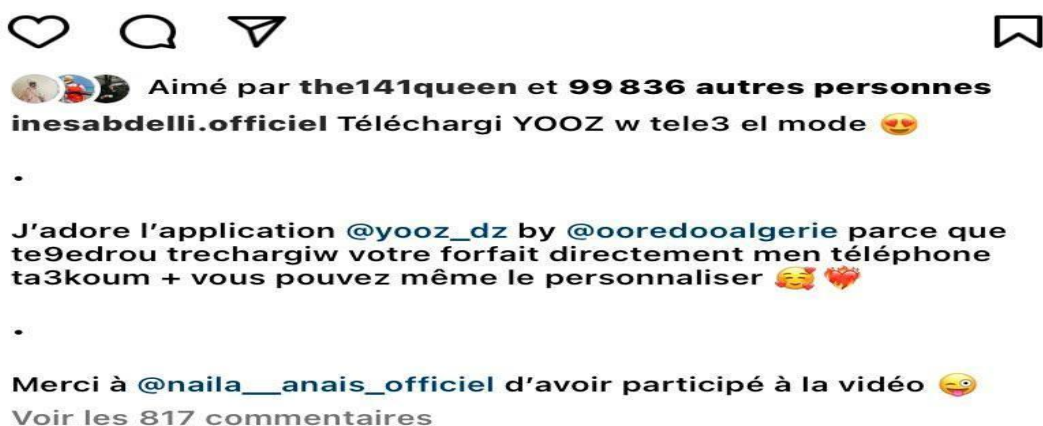 Aimé par the141queen et 99 836 autres personnes
inesabdelli.officiel Téléchargi YOOZ w tele3 el mode 😍
.
J'adore l'application @yooz_dz by @ooredooalgerie parce que
te9edrou trechargiw votre forfait directement men téléphone
ta3koum + vous pouvez même le personnaliser 🥰 ❤️‍🔥
.
Merci à @naila__anais_officiel d'avoir participé à la vidéo 😜
Voir les 817 commentaires